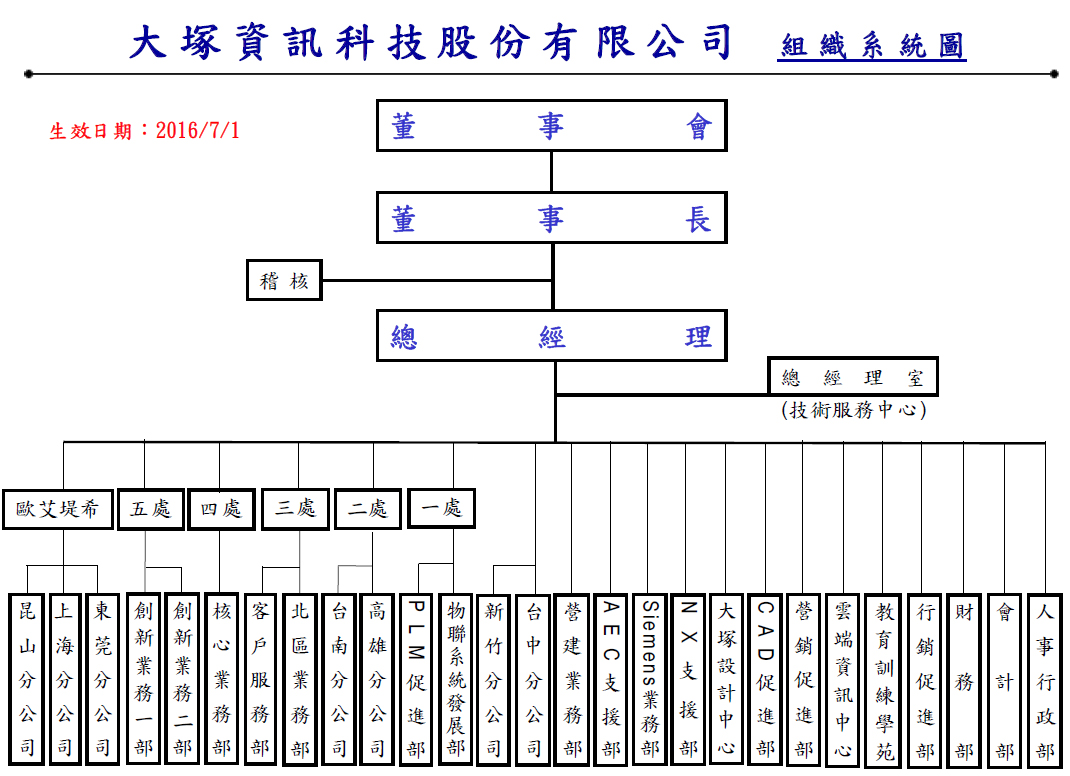 大塚資訊科技股份有限公司 組織系統圖
生效日期：2016/7/1
董事會
董事長
稽核
總經理
總經理室
(技術服務中心)
歐艾堤希
五處
四處
三處
二處
一處
昆山分公司
上海分公司
東莞分公司
創新業務一部
創新業務二部
核心業務部
客戶服務部
北區業務部
台南分公司
高雄分公司
PLM促進部
物聯系統發展部
新竹分公司
台中分公司
營建業務部
AEC支援部
Siemens業務部
NX支援部
大塚設計中心
CAD促進部
營銷促進部
雲端資訊中心
教育訓練學苑
行銷促進部
財務部
會計部
人事行政部